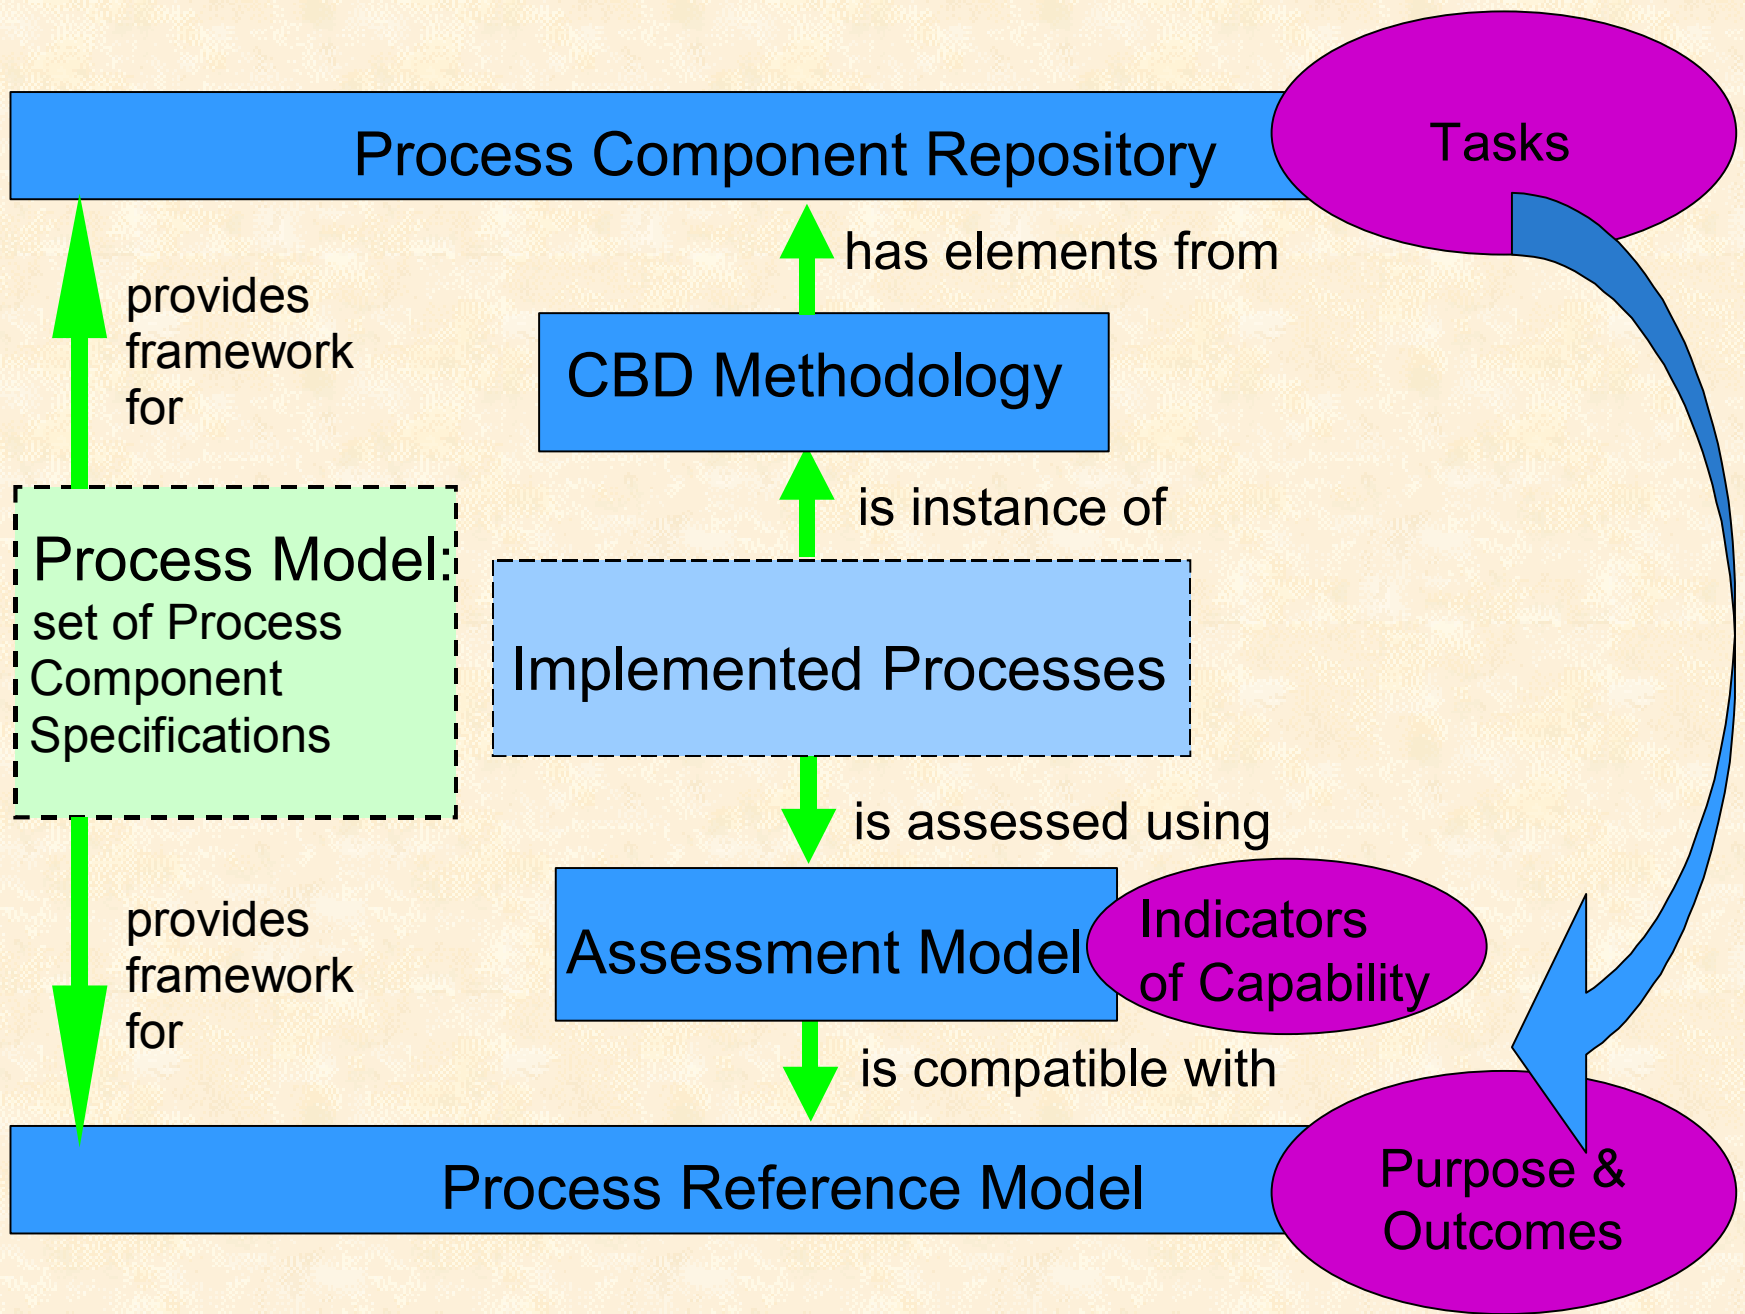 Process Component Repository
Tasks
has elements from
provides
framework
for
CBD Methodology
is instance of
Process Model:
set of Process
Component
Specifications
Implemented Processes
is assessed using
provides
framework
for
Assessment Model
Indicators
of Capability
is compatible with
Process Reference Model
Purpose &
Outcomes